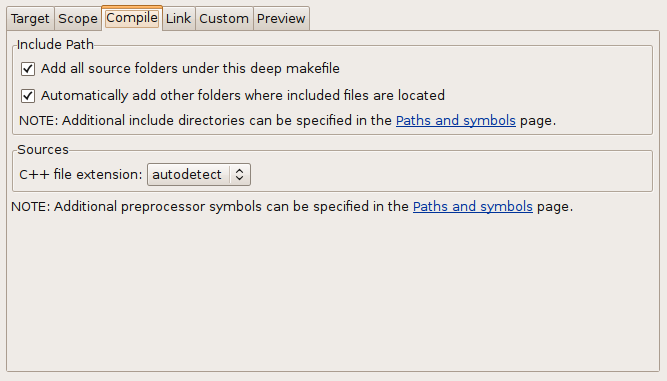 Target Scope Compile Link Custom Preview
Include Path
Add all source folders under this deep makefile
Automatically add other folders where included files are located
NOTE: Additional include directories can be specified in the Paths and symbols page.
Sources
C++ file extension: autodetect
NOTE: Additional preprocessor symbols can be specified in the Paths and symbols page.